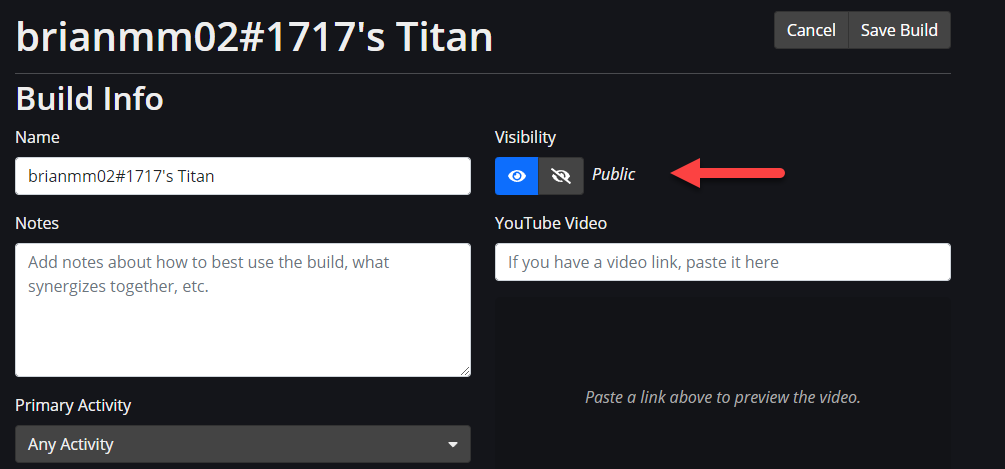 brianmm02#1717's Titan
Cancel
Save Build
Build Info
Name
brianmm02#1717's Titan
Visibility
Public
Notes
Add notes about how to best use the build, what
synergizes together, etc.
YouTube Video
If you have a video link, paste it here
Paste a link above to preview the video.
Primary Activity
Any Activity